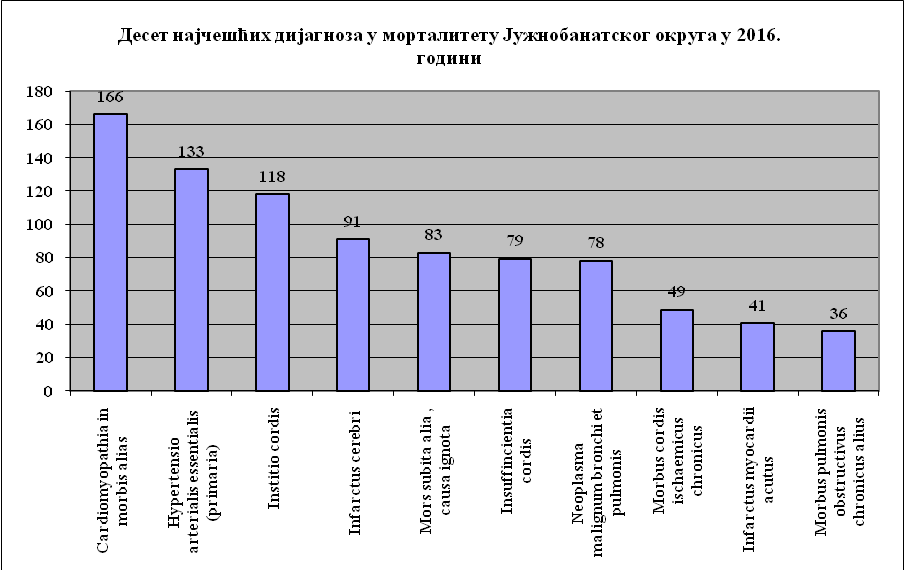 Десет најчешћих дијагноза у морталитету Јужнобанатског округа у 2016.
години
180
160
140
120
100
80
60
40
20
0
166
133
118
91
83
79
78
49
41
36
Cardiomyopathia in
morbis alias
Hypertensio
arterialis essentialis
(primaria)
Institio cordis
Infarctus cerebri
Mors subita alia ,
causa ignota
Insuffincientia
cordis
Neoplasma
malignum bronchi et
pulmonis
Morbus cordis
ischaemicus
chronicus
Infarctus myocardii
acutus
Morbus pulmonis
obstructivus
chronicus alius